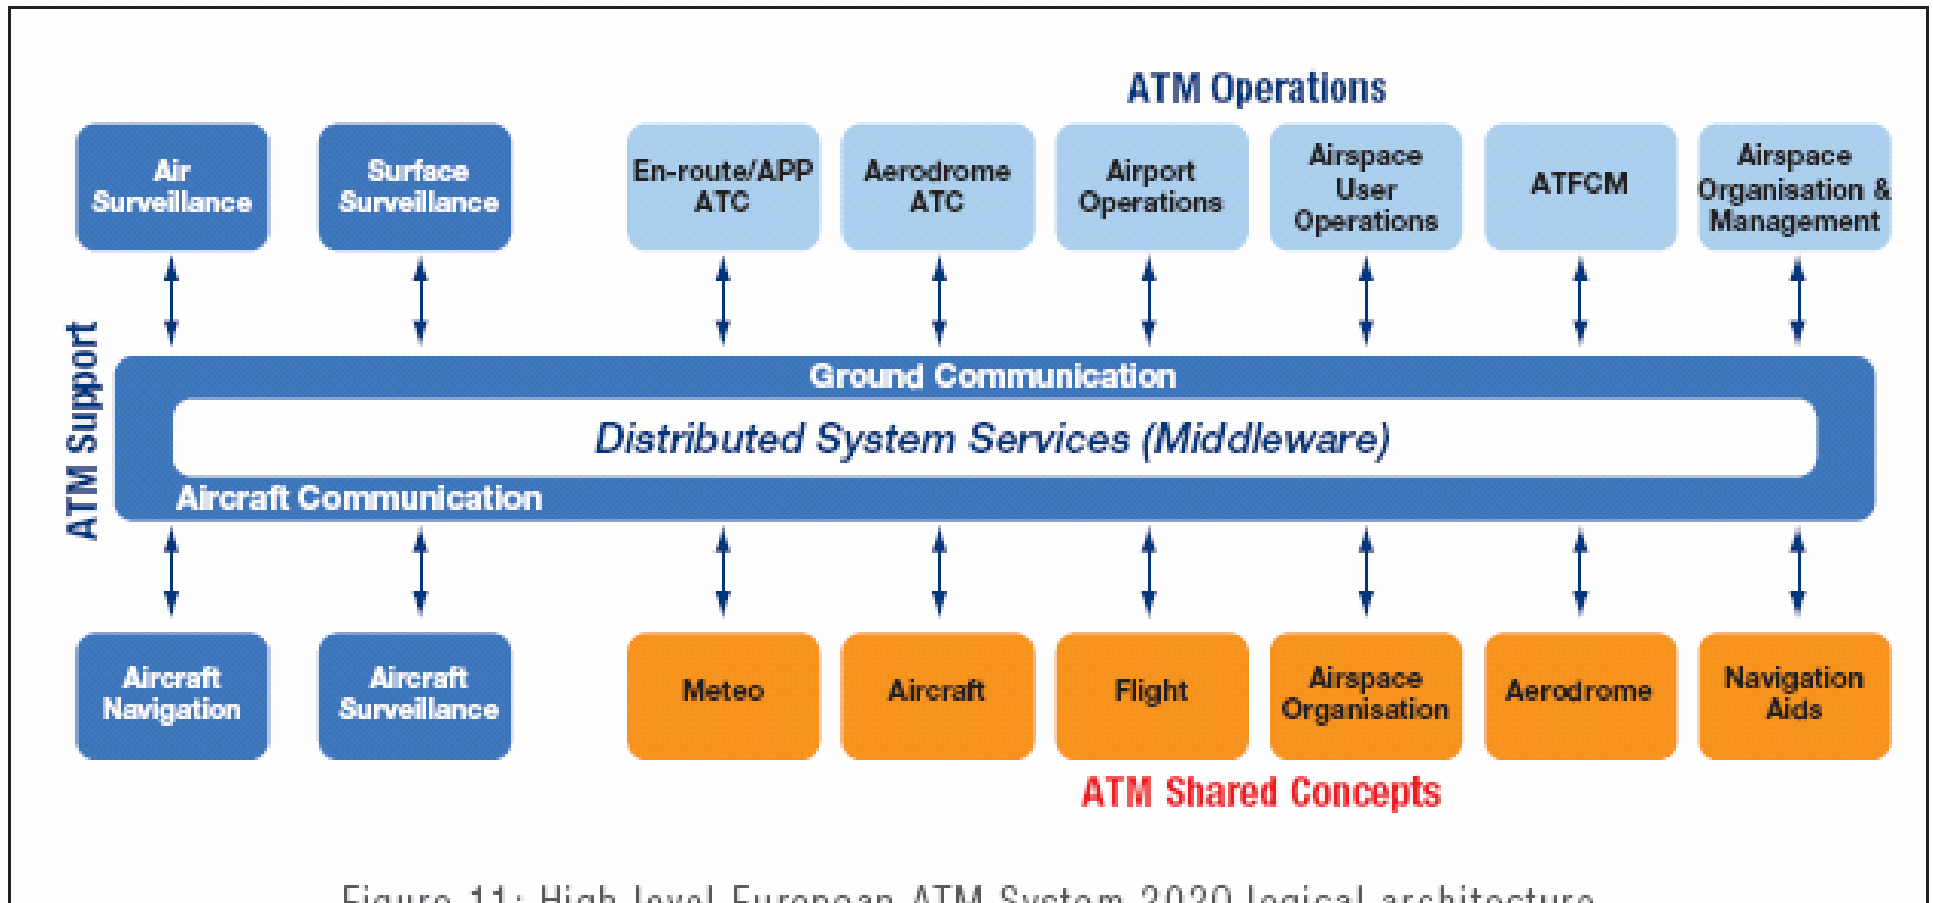 ATM Operations
Air
Surveillance
Surface
Surveillance
En-route/APP
ATC
Aerodrome
ATC
Airport
Operations
Airspace
User
Operations
ATFCM
Airspace
Organisation &
Management
ATM Support
Ground Communication
Distributed System Services (Middleware)
Aircraft Communication
Aircraft
Navigation
Aircraft
Surveillance
Meteo
Aircraft
Flight
Airspace
Organisation
Aerodrome
Navigation
Aids
ATM Shared Concepts
Figure 11: High level European ATM System 2020 logical architecture